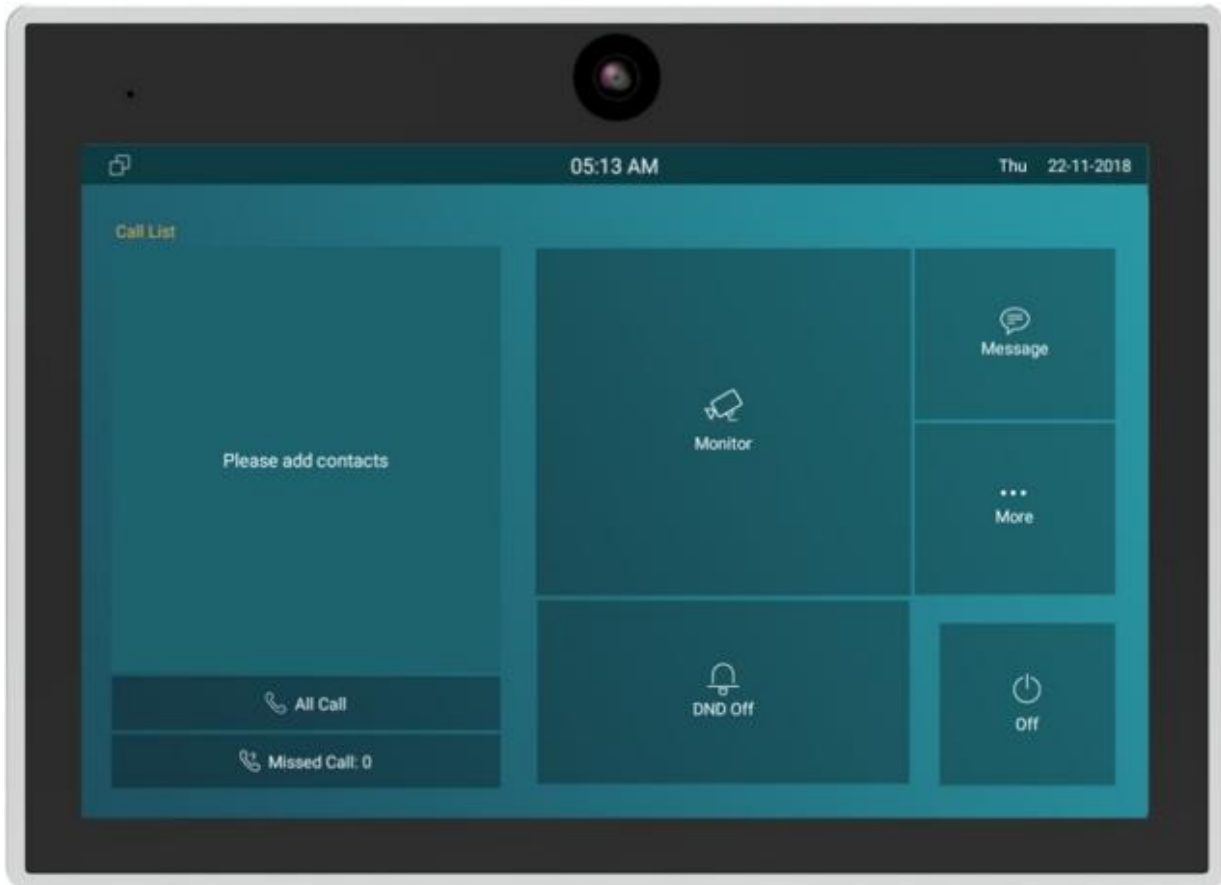 05:13 AM
Thu 22-11-2018
Call List
Please add contacts
All Call
Missed Call: 0
Monitor
DND Off
Message
More
Off